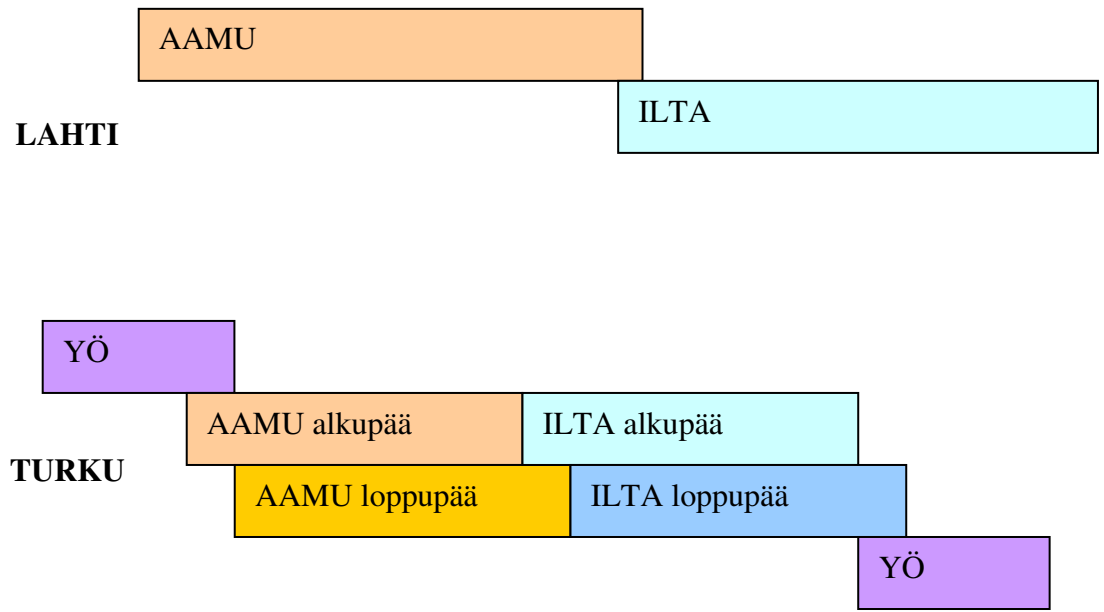 AAMU
ILTA
LAHTI
YÖ
AAMU alkupää
ILTA alkupää
TURKU
AAMU loppupää
ILTA loppupää
YÖ